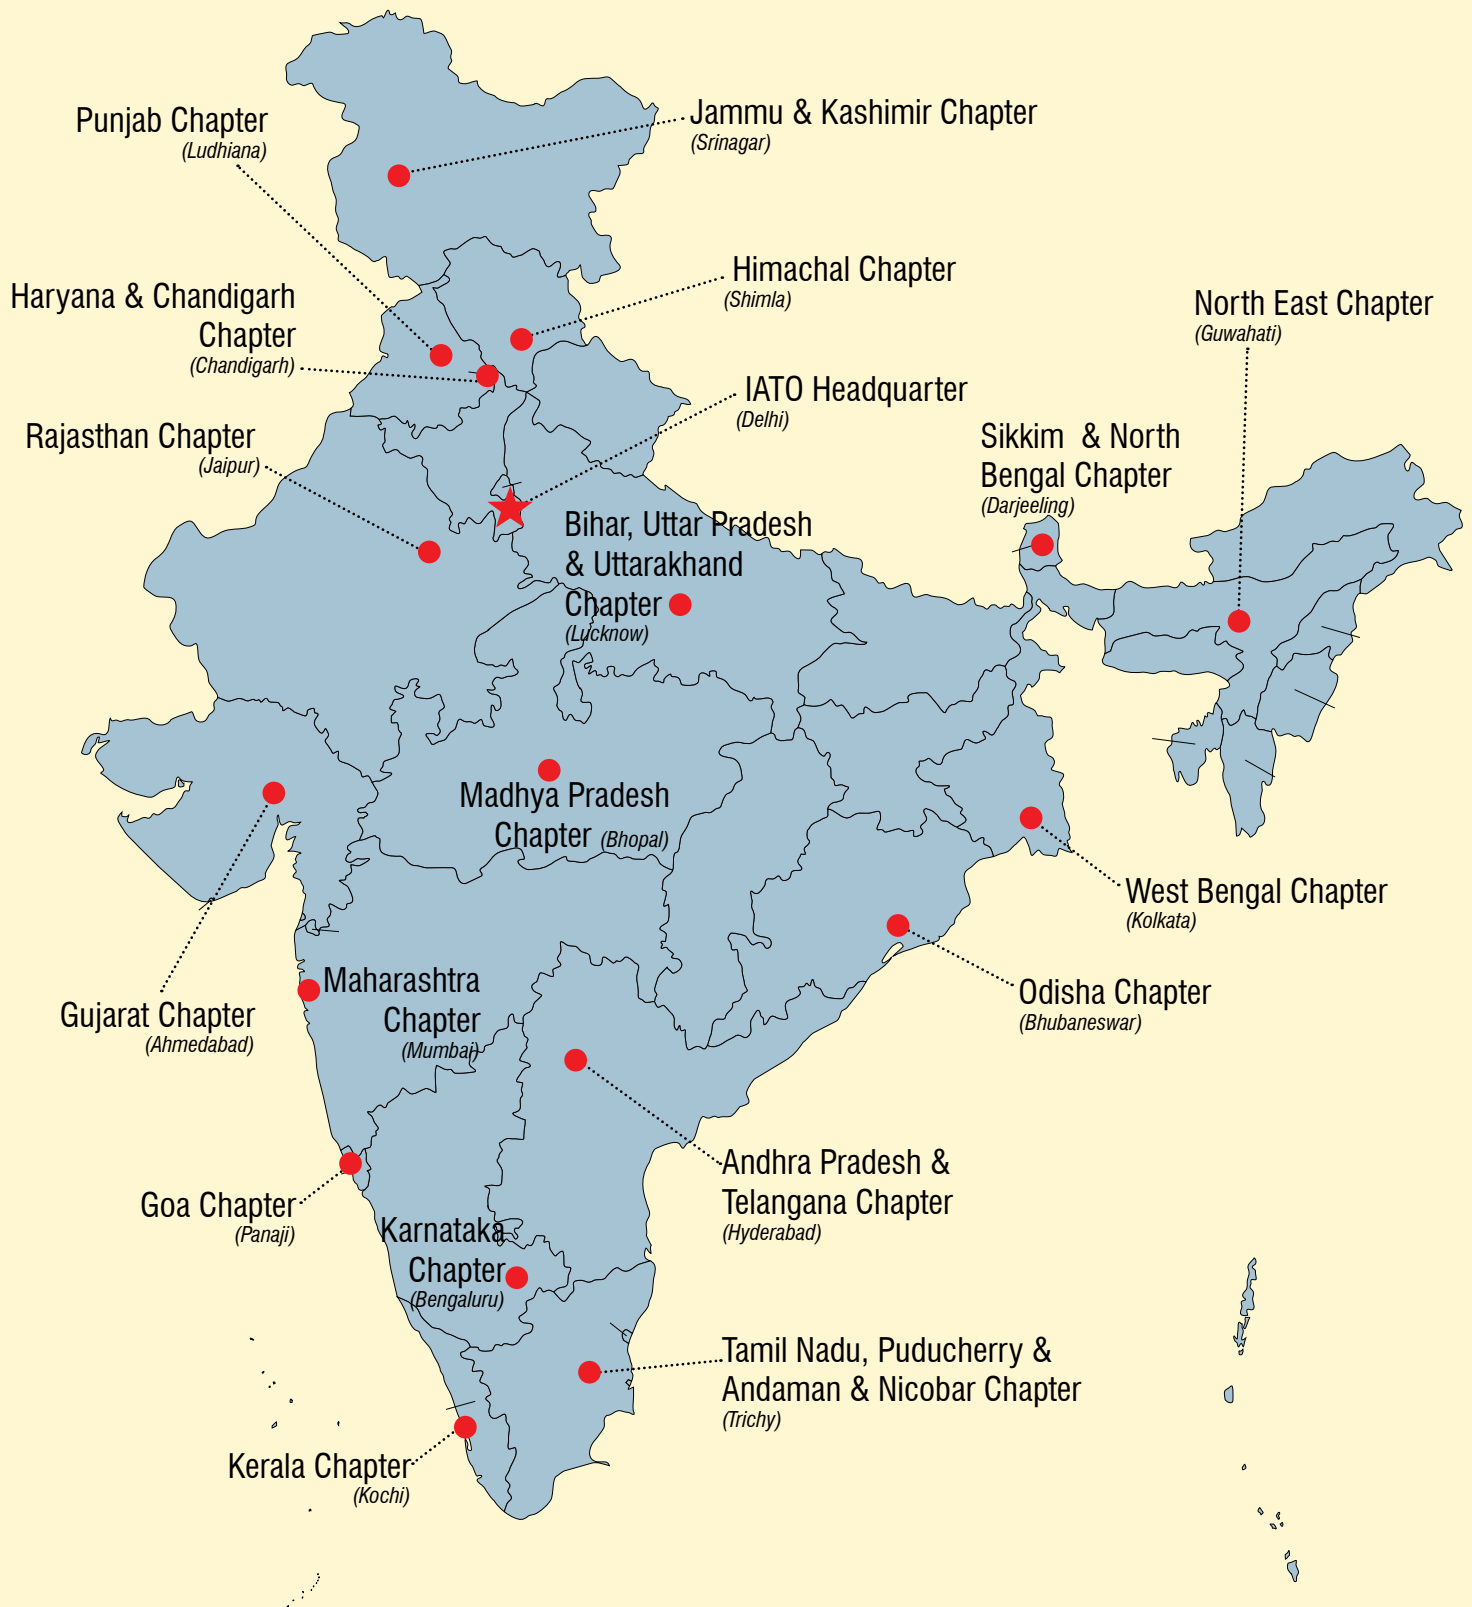 Punjab Chapter
(Ludhiana)
Jammu & Kashimir Chapter
(Srinagar)
Himachal Chapter
(Shimla)
Haryana & Chandigarh
Chapter
(Chandigarh)
North East Chapter
(Guwahati)
IATO Headquarter
(Delhi)
Rajasthan Chapter
(Jaipur)
Sikkim & North
Bengal Chapter
(Darjeeling)
Bihar, Uttar Pradesh
& Uttarakhand
Chapter
(Lucknow)
Madhya Pradesh
Chapter (Bhopal)
West Bengal Chapter
(Kolkata)
Maharashtra
Chapter
(Mumbai)
Odisha Chapter
(Bhubaneswar)
Gujarat Chapter
(Ahmedabad)
Andhra Pradesh &
Telangana Chapter
(Hyderabad)
Goa Chapter
(Panaji)
Karnataka
Chapter
(Bengaluru)
Tamil Nadu, Puducherry &
Andaman & Nicobar Chapter
(Trichy)
Kerala Chapter
(Kochi)